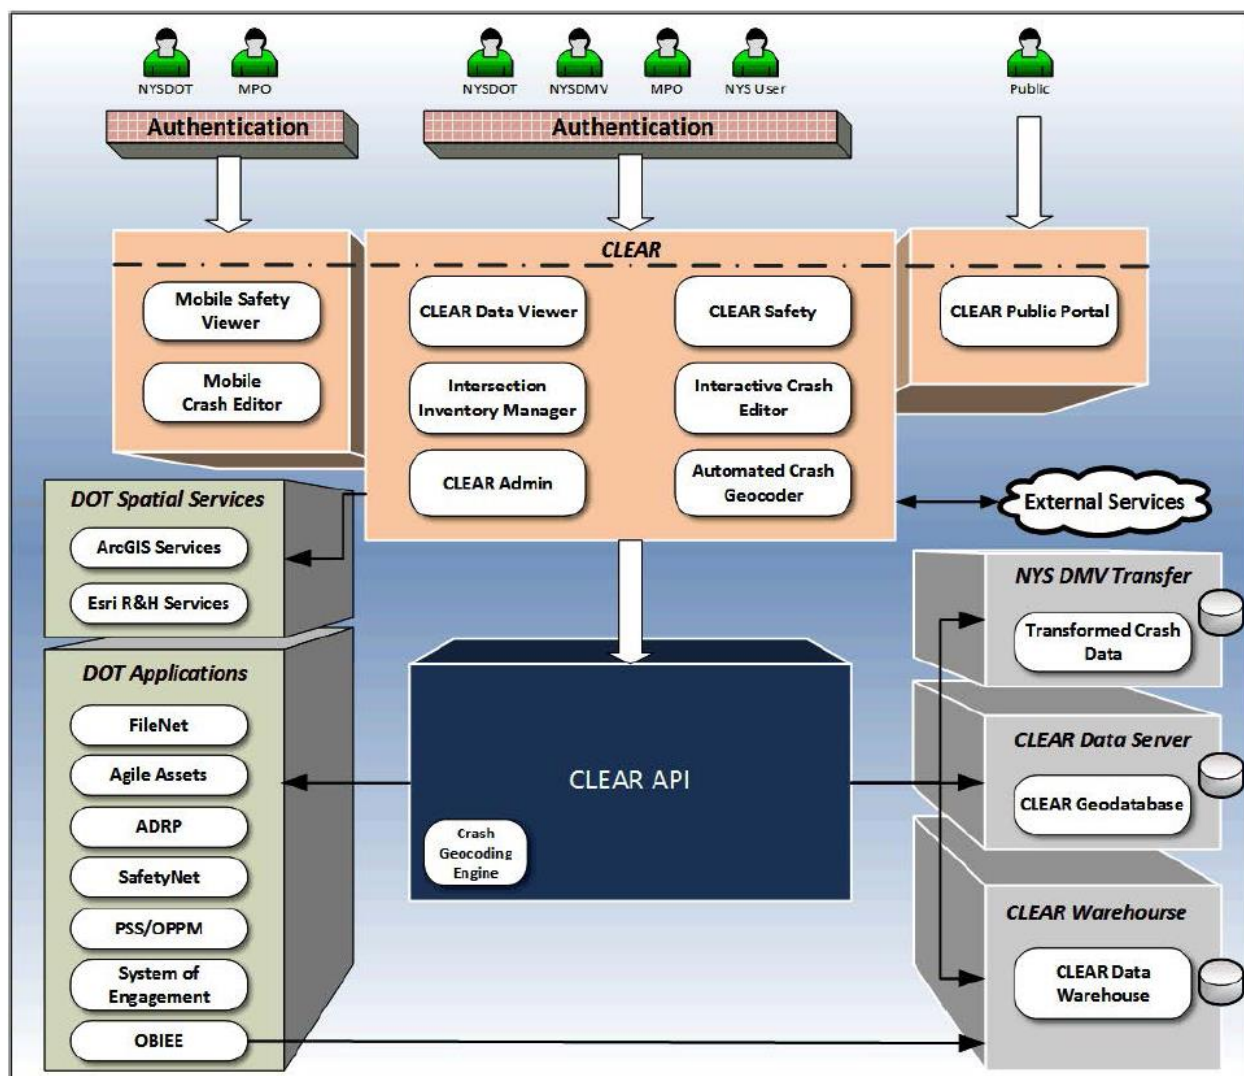 NYSDOT
MPO
NYSDOT
NYSDMV
MPO
NYS User
Public
Authentication
Authentication
CLEAR
Mobile Safety
Viewer
Mobile
Crash Editor
CLEAR Data Viewer
CLEAR Safety
Intersection
Inventory Manager
Interactive Crash
Editor
CLEAR Admin
Automated Crash
Geocoder
CLEAR Public Portal
External Services
DOT Spatial Services
ArcGIS Services
Esri R&H Services
DOT Applications
FileNet
Agile Assets
ADRP
SafetyNet
PSS/OPPM
System of
Engagement
OBIEE
CLEAR API
Crash
Geocoding
Engine
NYS DMV Transfer
Transformed Crash
Data
CLEAR Data Server
CLEAR Geodatabase
CLEAR Warehourse
CLEAR Data
Warehouse